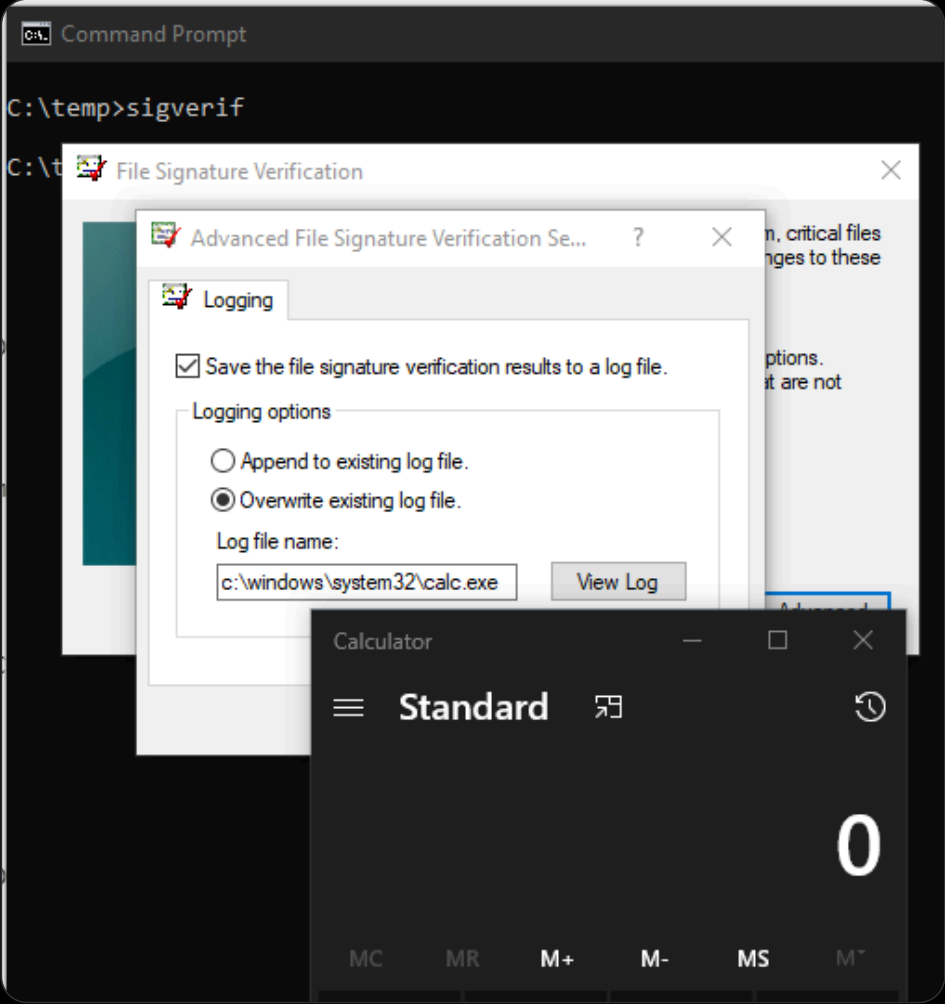 Command Prompt
C:\temp>sigverif
C:\t
File Signature Verification
Advanced File Signature Verification Se... ?
m, critical files
nges to these
Logging
ptions.
Save the file signature verification results to a log file.
at are not
Logging options
Append to existing log file.
Overwrite existing log file.
Log file name:
c:\windows\system32\calc.exe View Log
Advanced
Calculator
Standard
0
MC MR M+ M- MS M˅